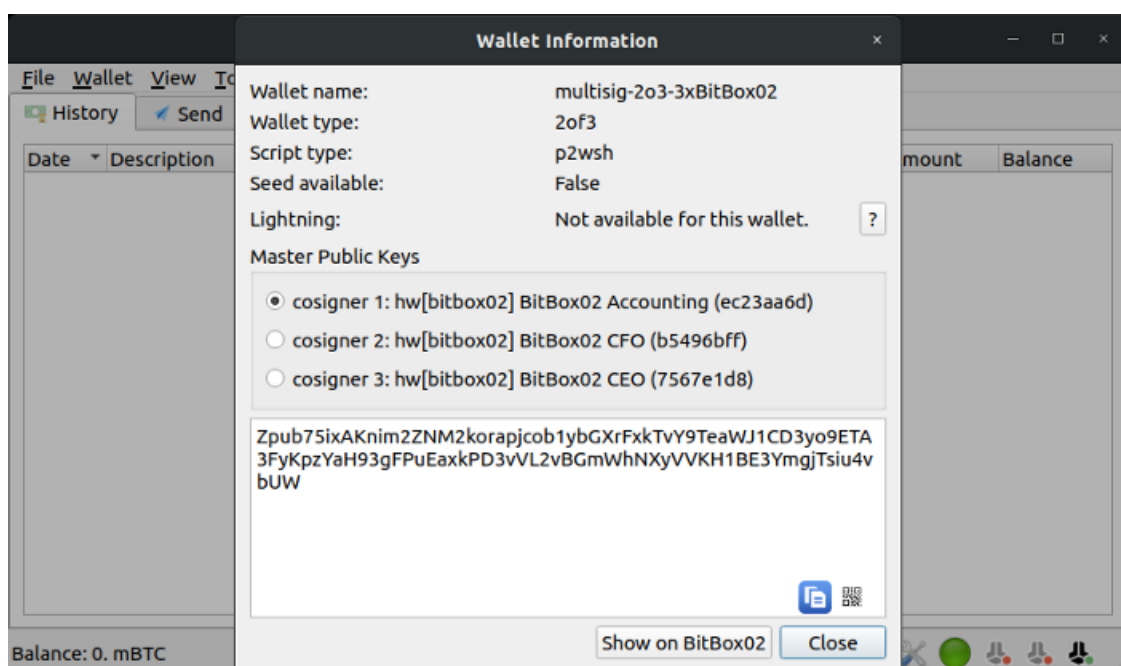 Wallet Information
File Wallet View To
History Send
Date Description mount Balance
Wallet name: multisig-2o3-3xBitBox02
Wallet type: 2of3
Script type: p2wsh
Seed available: False
Lightning: Not available for this wallet. ?
Master Public Keys
cosigner 1: hw[bitbox02] BitBox02 Accounting (ec23aa6d)
cosigner 2: hw[bitbox02] BitBox02 CFO (b5496bff)
cosigner 3: hw[bitbox02] BitBox02 CEO (7567e1d8)
Zpub75ixAKnim2ZNM2korapjcob1ybGXrFxkTvY9TeaWJ1CD3yo9ETA
3FyKpzYaH93gFPuEaxkPD3vVL2vBGmWhNXyVVKH1BE3YmgjTsiu4v
bUW
Show on BitBox02 Close
Balance: 0. mBTC